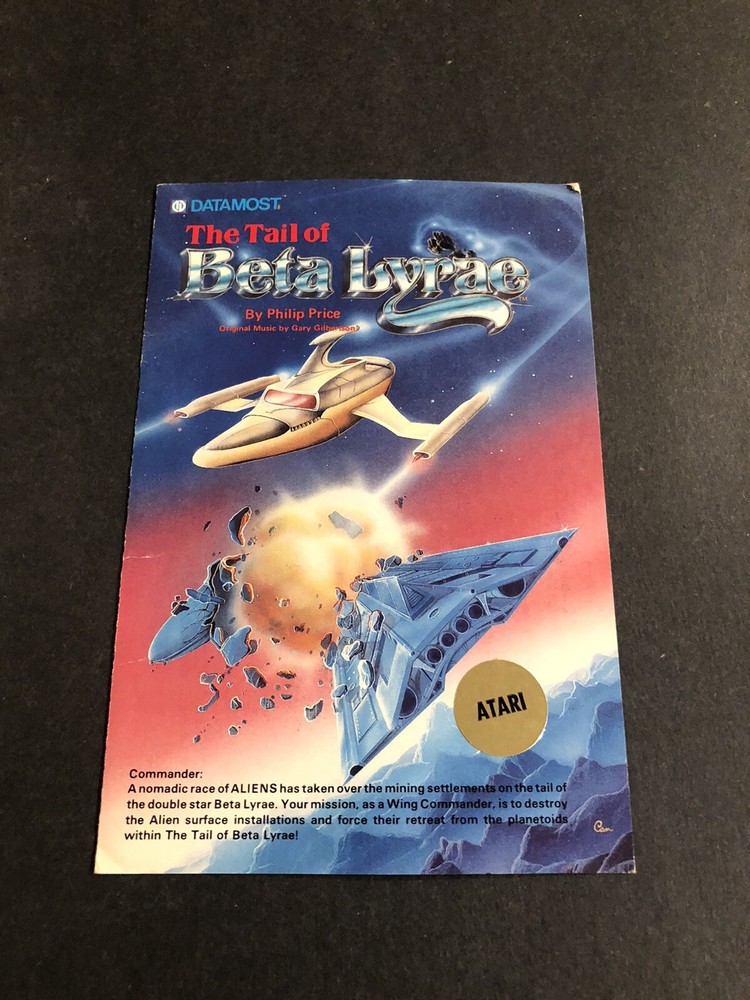 DATAMOST
The Tail of
Beta Lyrae
TM
By Philip Price
Original Music by Gary Gilbertson
ATARI
Commander:
A nomadic race of ALIENS has taken over the mining settlements on the tail of
the double star Beta Lyrae. Your mission, as a Wing Commander, is to destroy
the Alien surface installations and force their retreat from the planetoids
within The Tail of Beta Lyrae!